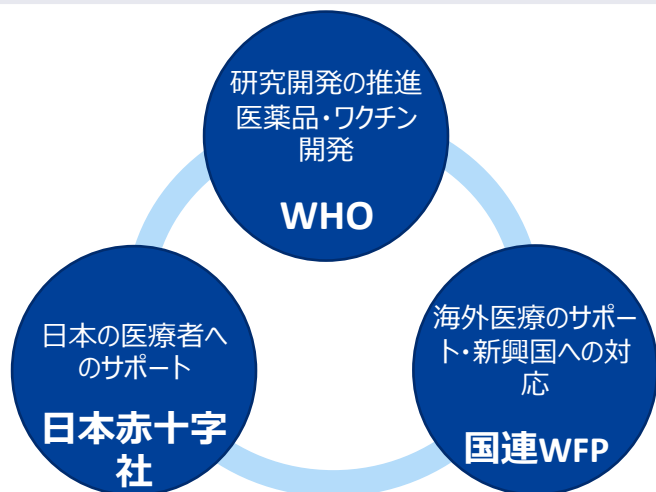 研究開発の推進
医薬品・ワクチン
開発
WHO
日本の医療者へ
のサポート
日本赤十字
社
海外医療のサポー
ト・新興国への対
応
国連WFP